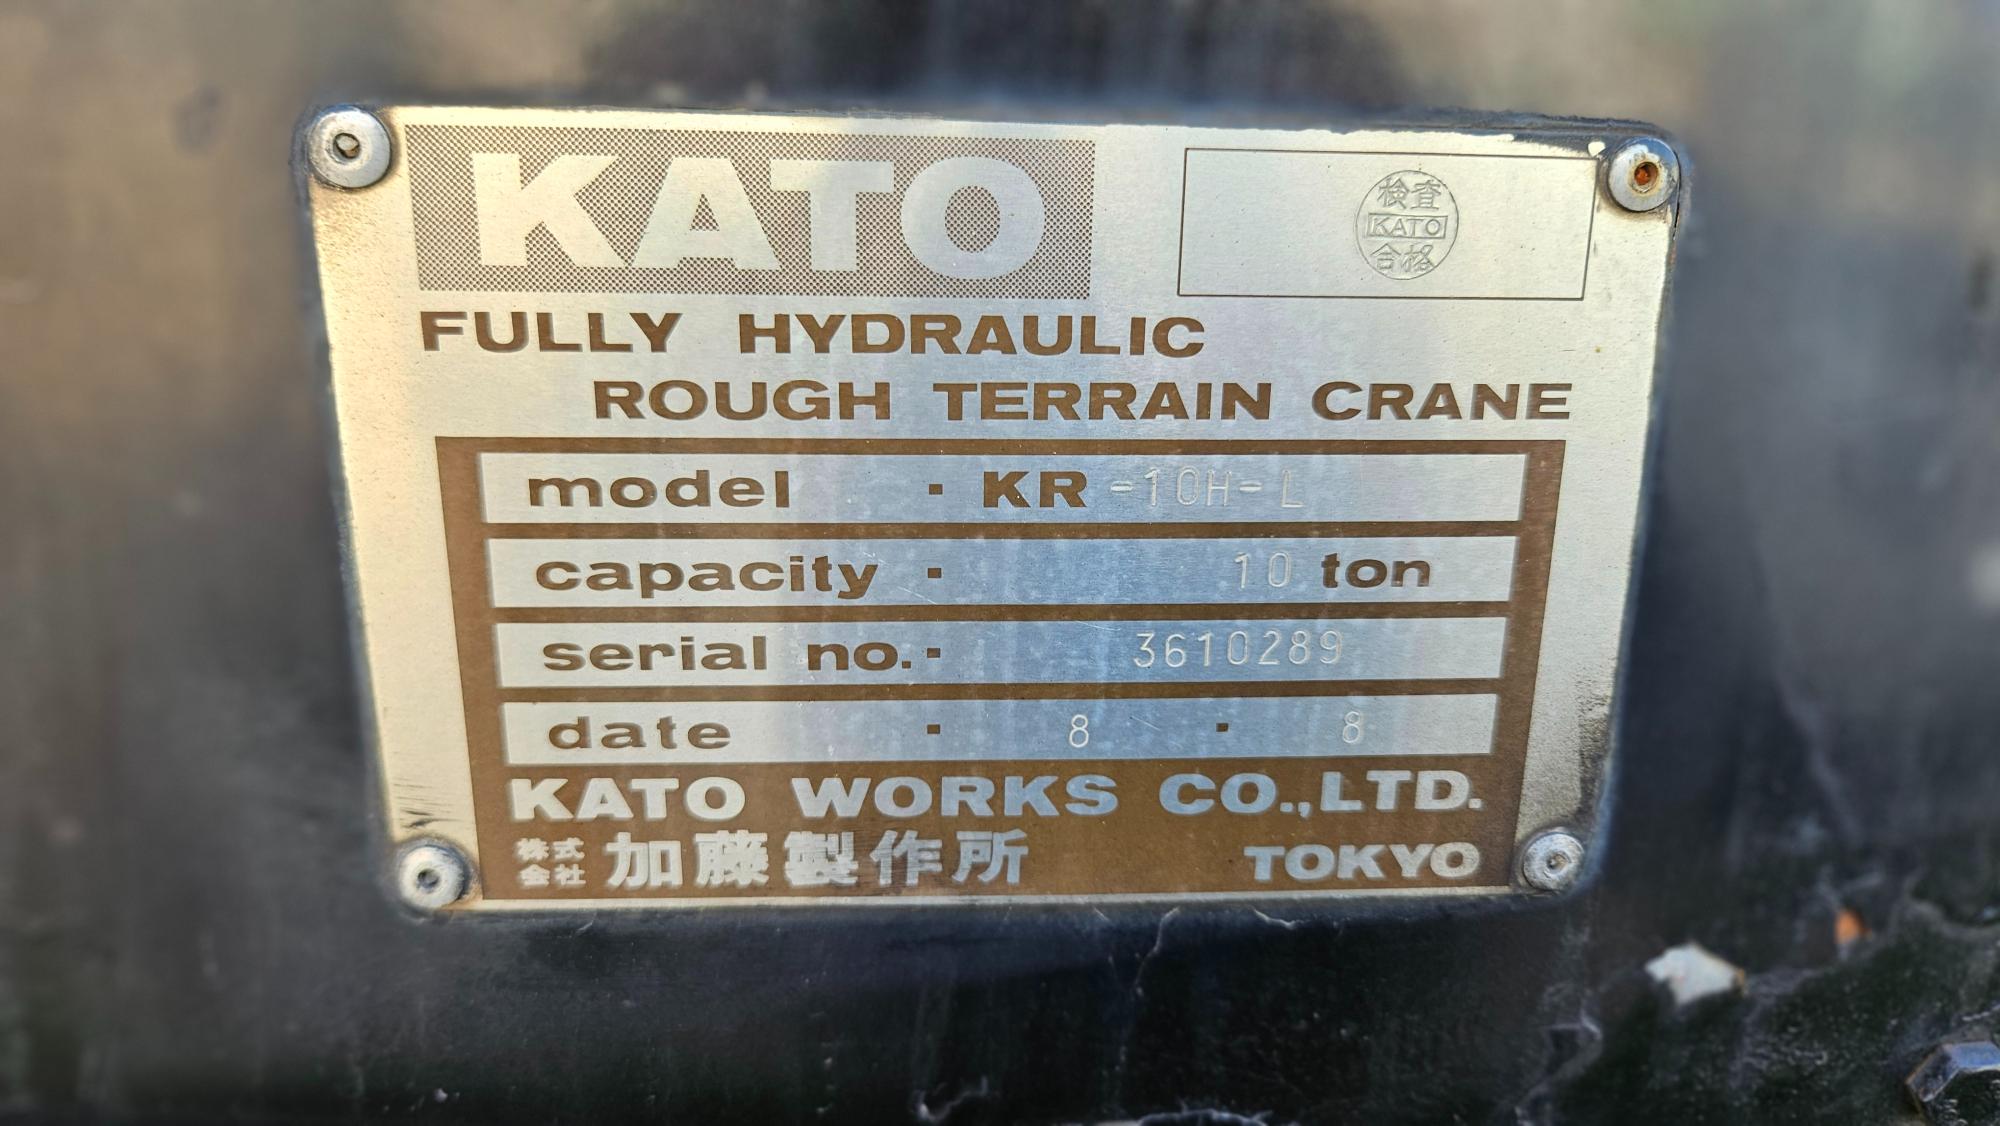 KATO
検査
KATO
合格
FULLY HYDRAULIC
ROUGH TERRAIN CRANE
model · KR -10H-L
capacity · 10 ton
serial no. · 3610289
date · 8 · 8
KATO WORKS CO.,LTD.
株式会社 加藤製作所 TOKYO